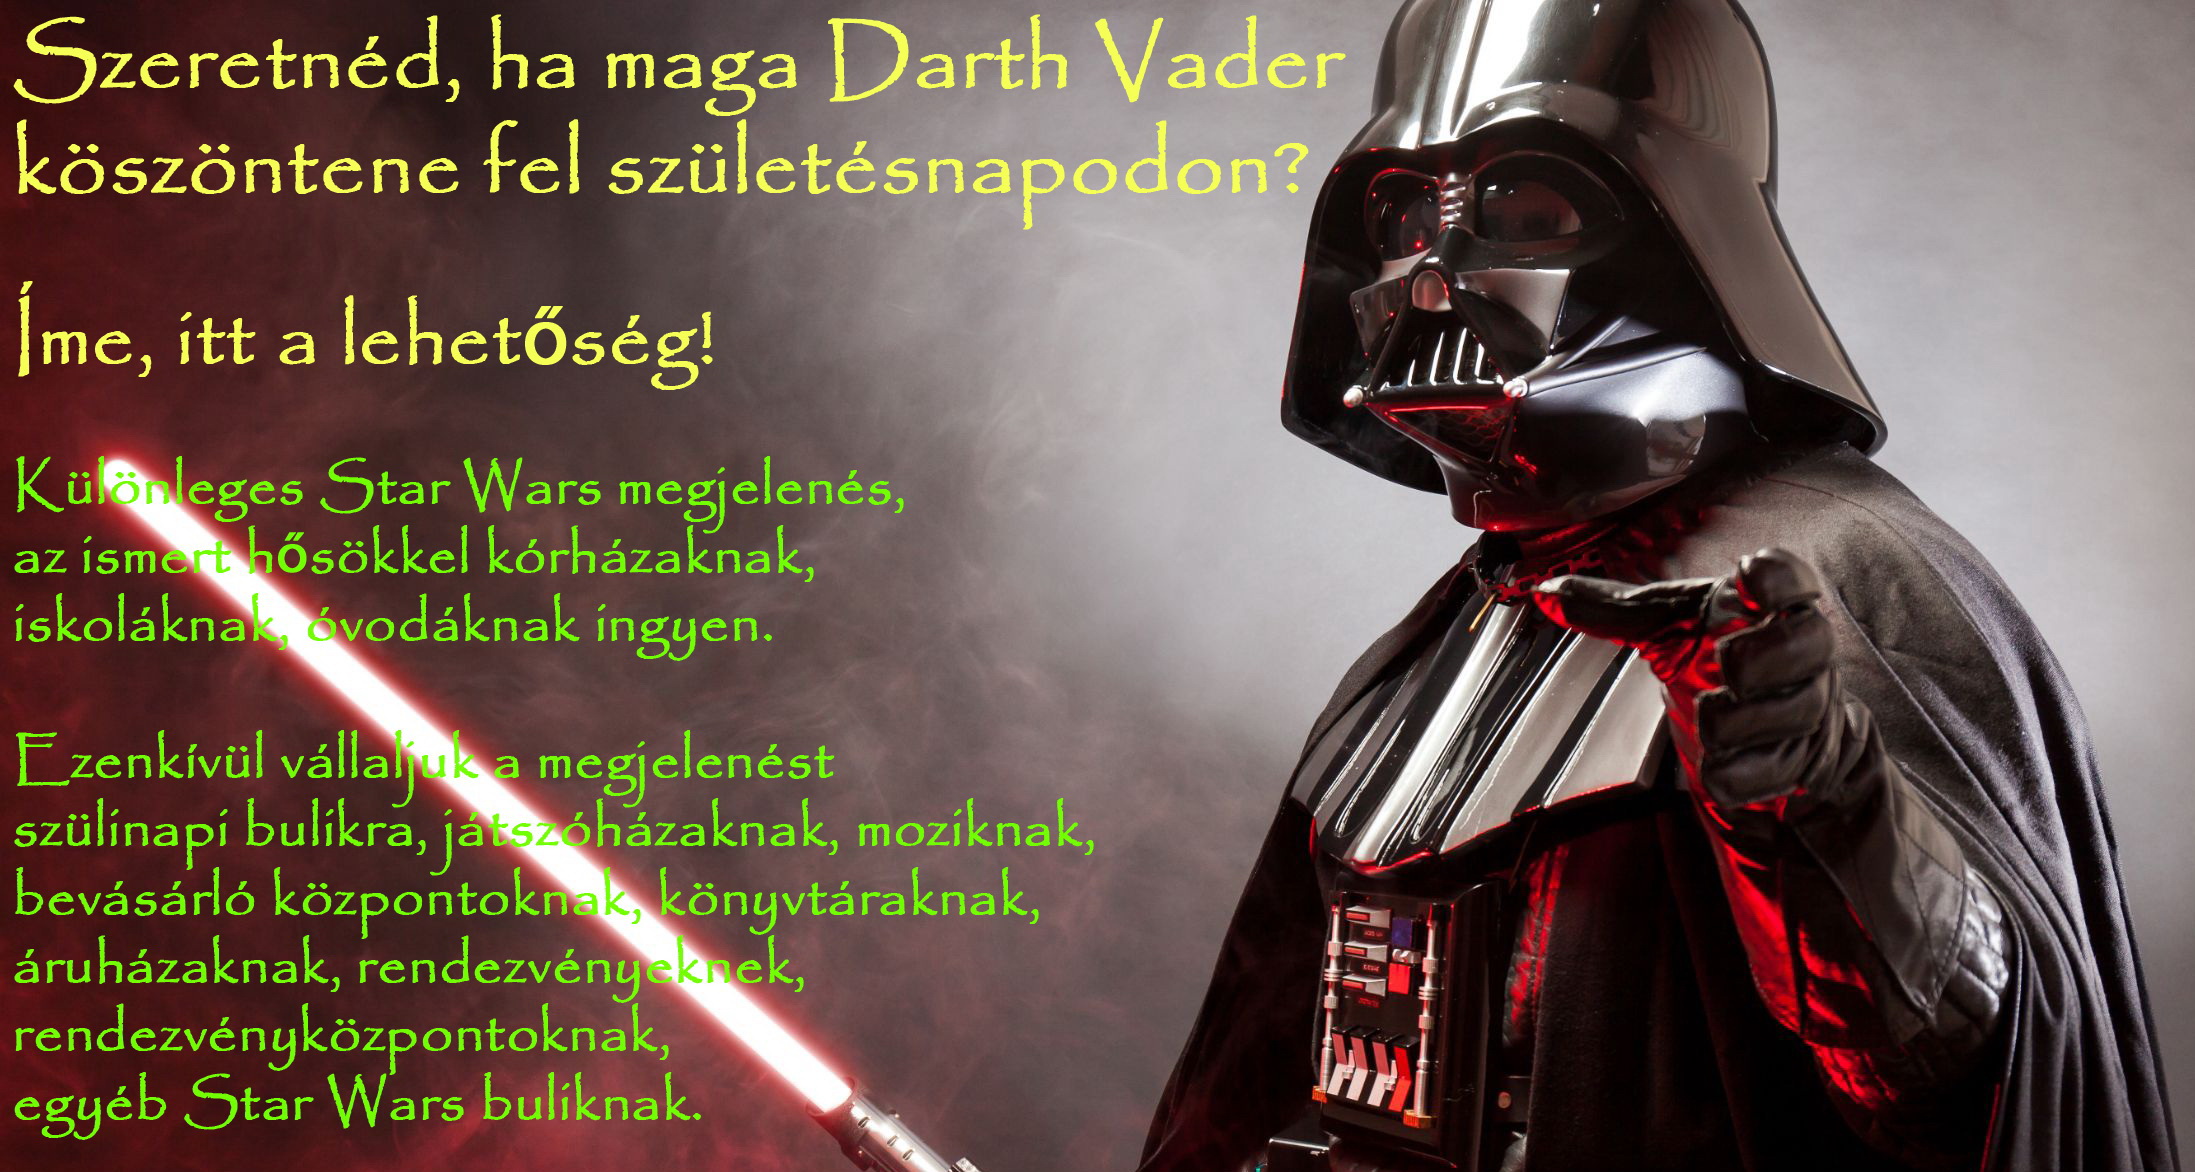 Szeretnéd, ha maga Darth Vader
köszöntene fel születésnapodon?
Íme, itt a lehetőség!
Különleges Star Wars megjelenés,
az ismert hősökkel kórházaknak,
iskoláknak, óvodáknak ingyen.
Ezenkívül vállaljuk a megjelenést
szülinapi bulikra, játszóházaknak, moziknak,
bevásárló központoknak, könyvtáraknak,
áruházaknak, rendezvényeknek,
rendezvényközpontoknak,
egyéb Star Wars buliknak.